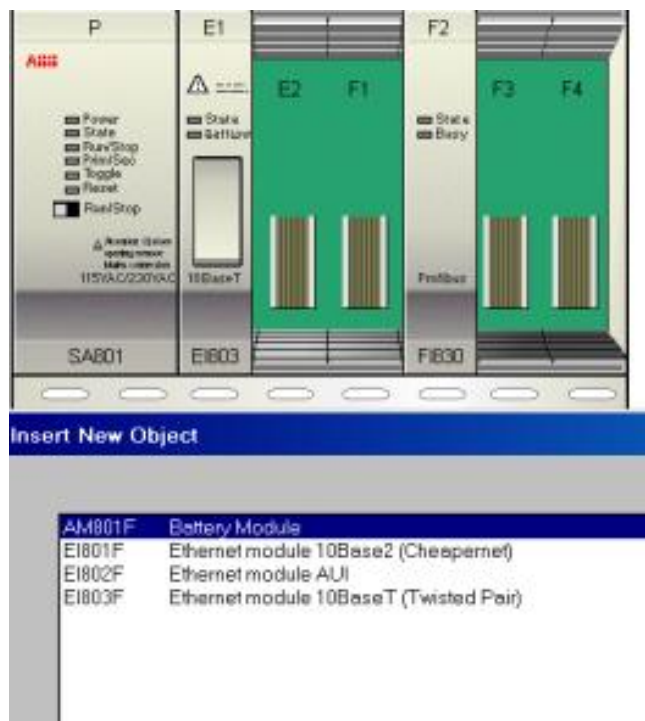 P
E1
F2
ABB
E2
F1
F3
F4
Power
State
Run/Stop
Prim/Sec
Toggle
Reset
Run/Stop
State
State
Busy
115VAC/230VAC
10BaseT
Profibus
SA801
EI803
FI830
Insert New Object
AM801F Battery Module
EI801F Ethernet module 10Base2 (Cheapernet)
EI802F Ethernet module AUI
EI803F Ethernet module 10BaseT (Twisted Pair)